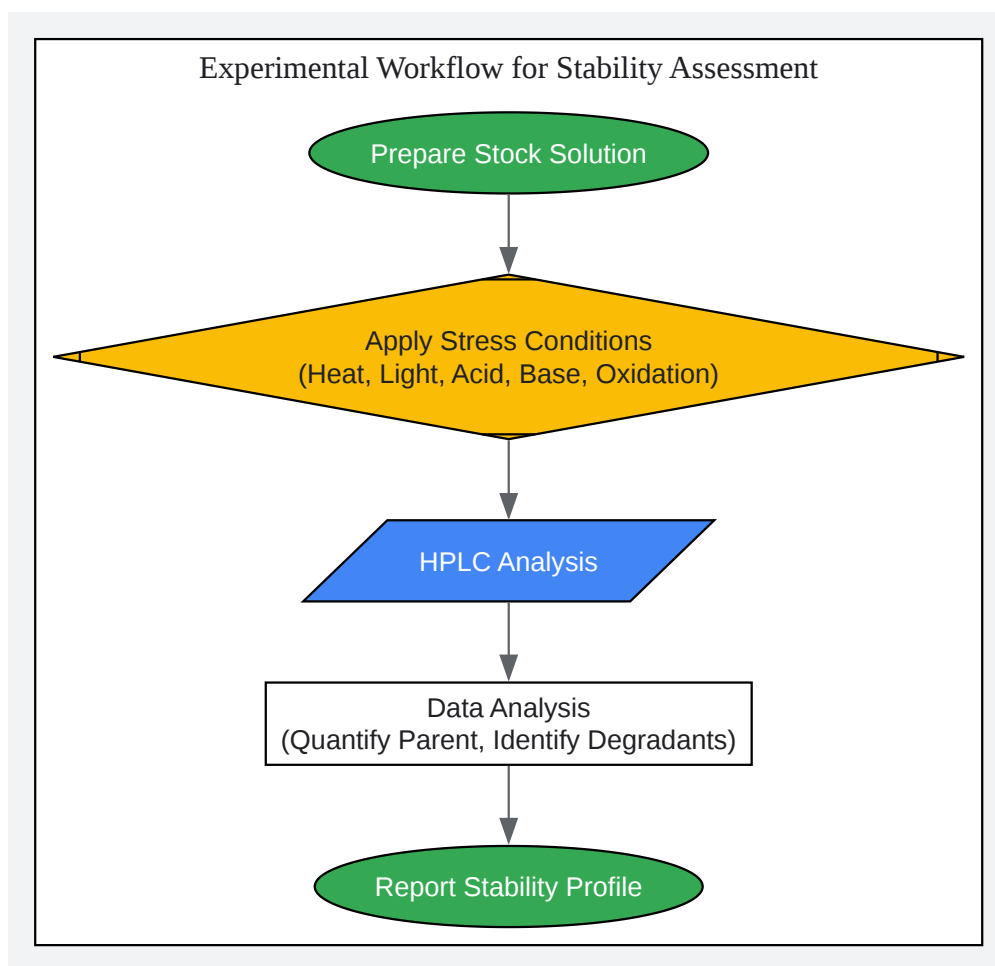 Experimental Workflow for Stability Assessment
Prepare Stock Solution
Apply Stress Conditions
(Heat, Light, Acid, Base, Oxidation)
HPLC Analysis
Data Analysis
(Quantify Parent, Identify Degradants)
Report Stability Profile